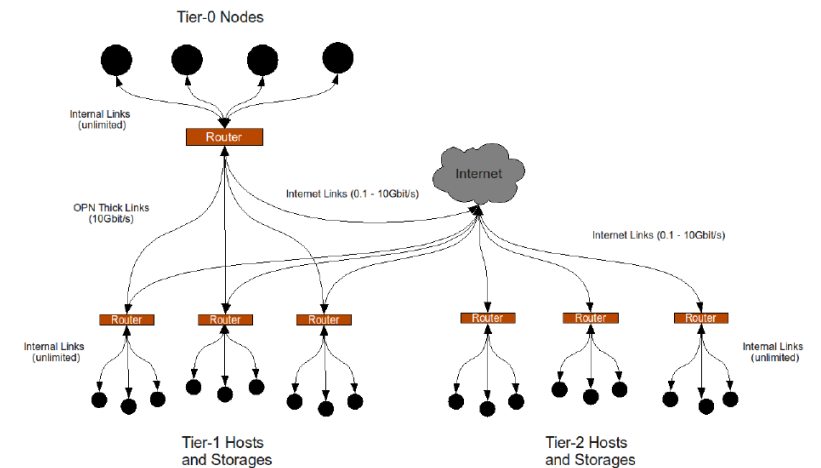 Tier-0 Nodes
Internal Links
(unlimited)
Router
Internet
Internet Links (0.1 - 10Gbit/s)
OPN Thick Links
(10Gbit/s)
Internet Links (0.1 - 10Gbit/s)
Router
Router
Router
Router
Router
Router
Internal Links
(unlimited)
Internal Links
(unlimited)
Tier-1 Hosts
and Storages
Tier-2 Hosts
and Storages